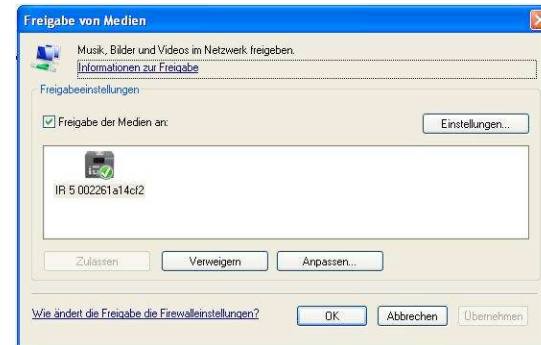 Freigabe von Medien
Musik, Bilder und Videos im Netzwerk freigeben.
Informationen zur Freigabe
Freigabeeinstellungen
Freigabe der Medien an:
Einstellungen...
IR 5 002261a14cf2
Zulassen
Verweigern
Anpassen...
Wie ändert die Freigabe die Firewalleinstellungen?
OK
Abbrechen
Übernehmen